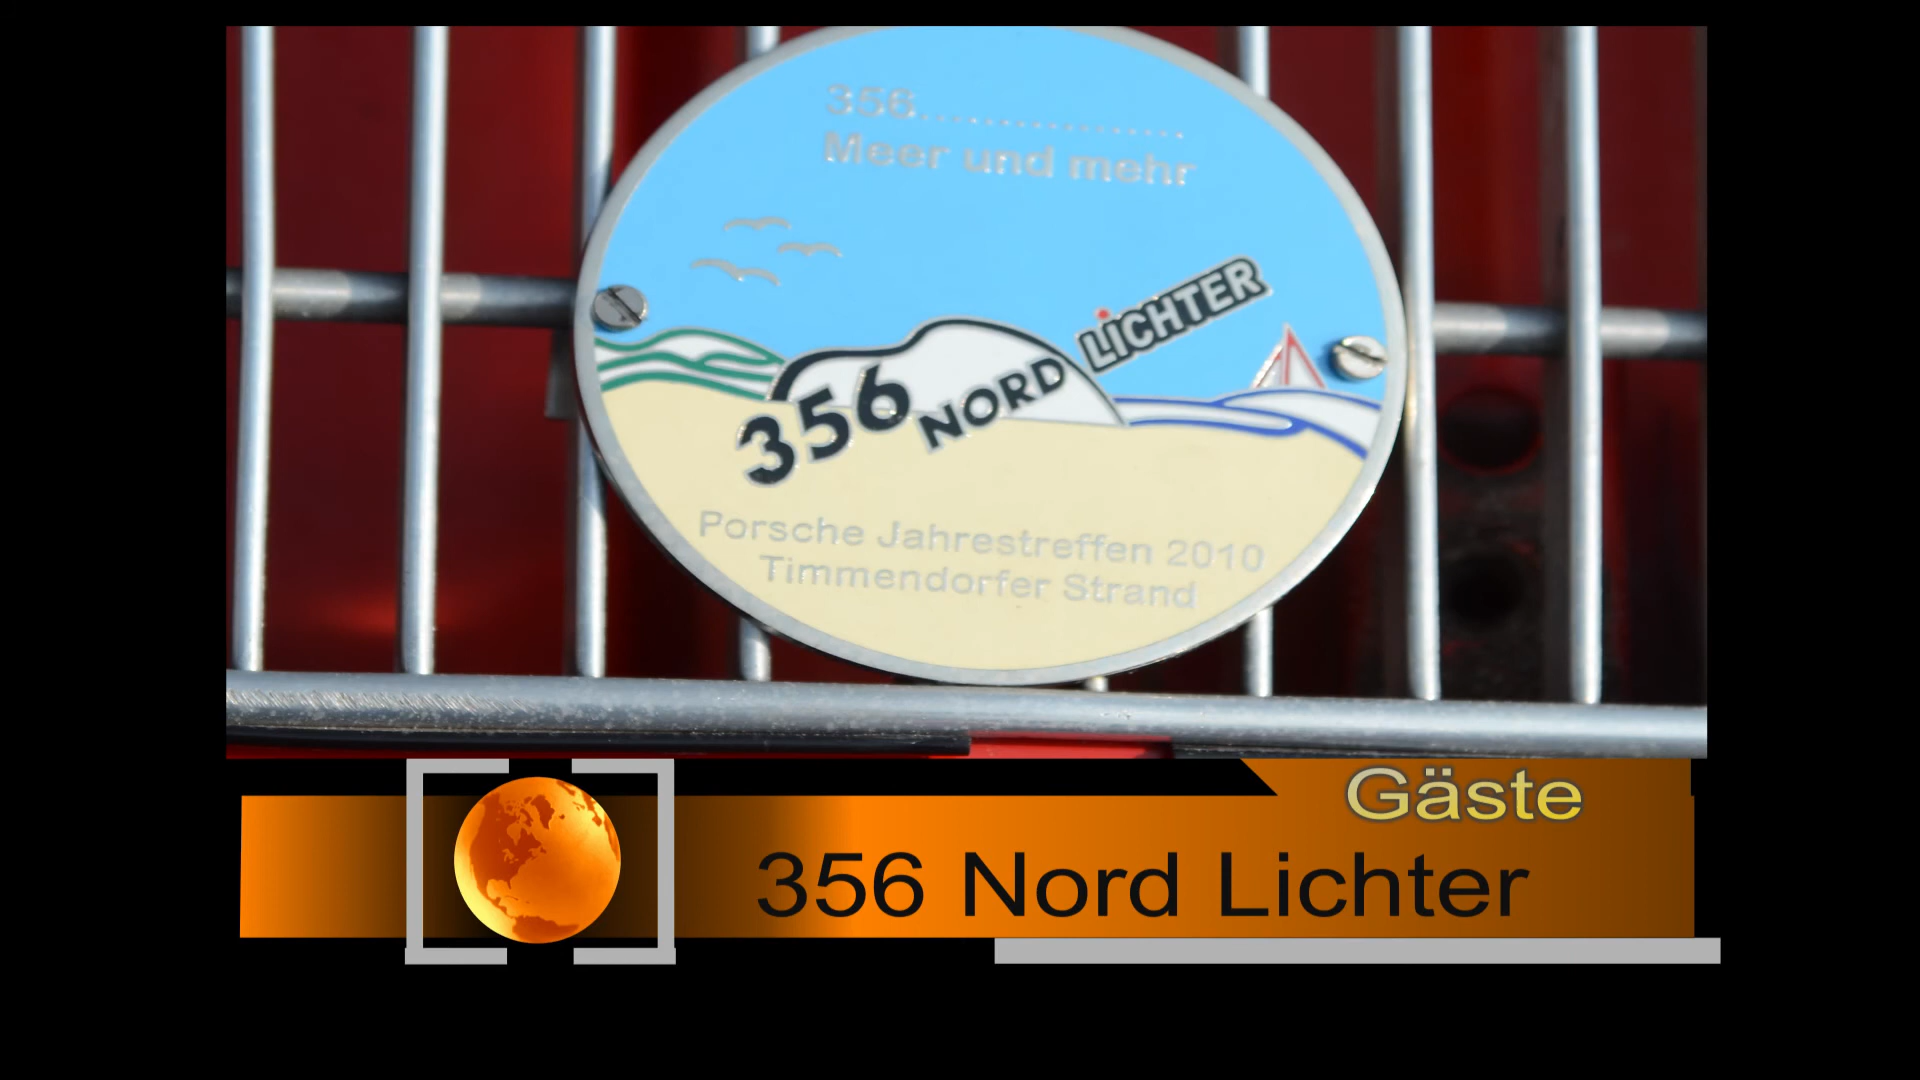 356..................
Meer und mehr
356 NORD LiCHTER
Porsche Jahrestreffen 2010
Timmendorfer Strand
Gäste
356 Nord Lichter